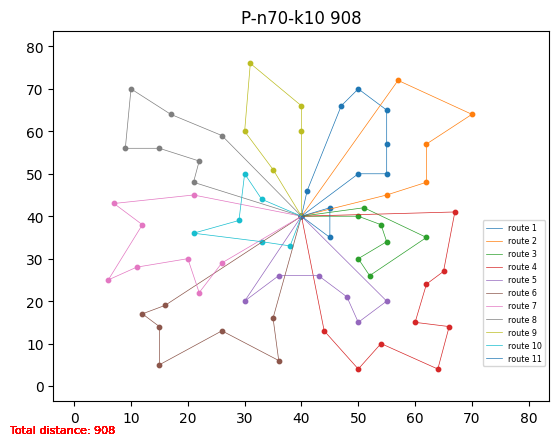 P-n70-k10 908
80
70
60
50
40
30
20
10
0
0 10 20 30 40 50 60 70 80
route 1
route 2
route 3
route 4
route 5
route 6
route 7
route 8
route 9
route 10
route 11
Total distance: 908